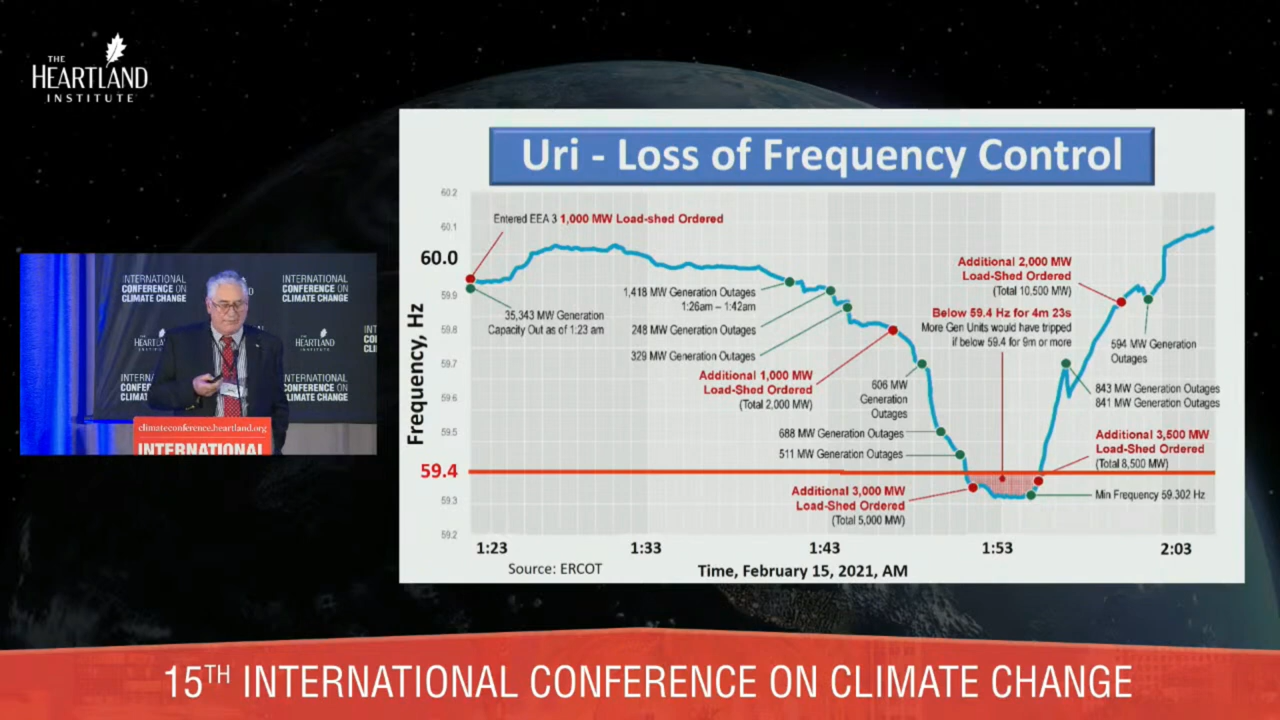 THE
HEARTLAND
INSTITUTE
Uri - Loss of Frequency Control
60.2
60.1
60.0
59.9
59.8
59.7
59.6
59.5
59.4
59.3
59.2
Frequency, Hz
Entered EEA 3 1,000 MW Load-shed Ordered
35,343 MW Generation
Capacity Out as of 1:23 am
1,418 MW Generation Outages
1:26am – 1:42am
248 MW Generation Outages
329 MW Generation Outages
Additional 1,000 MW
Load-Shed Ordered
(Total 2,000 MW)
606 MW
Generation
Outages
688 MW Generation Outages
511 MW Generation Outages
Additional 3,000 MW
Load-Shed Ordered
(Total 5,000 MW)
Additional 2,000 MW
Load-Shed Ordered
(Total 10.500 MW)
Below 59.4 Hz for 4m 23s
More Gen Units would have tripped
if below 59.4 for 9m or more
594 MW Generation
Outages
843 MW Generation Outages
841 MW Generation Outages
Additional 3,500 MW
Load-Shed Ordered
(Total 8,500 MW)
Min Frequency 59.302 Hz
1:23
1:33
1:43
1:53
2:03
Source: ERCOT
Time, February 15, 2021, AM
INTERNATIONAL
CONFERENCE ON
CLIMATE CHANGE
INTERNATIONAL
CONFERENCE ON
CLIMATE CHANGE
HEARTLAND
INTERNATIONAL
CONFERENCE ON
CLIMATE CHANGE
climateconference.heartland.org
INTERNATIONAL
15TH INTERNATIONAL CONFERENCE ON CLIMATE CHANGE